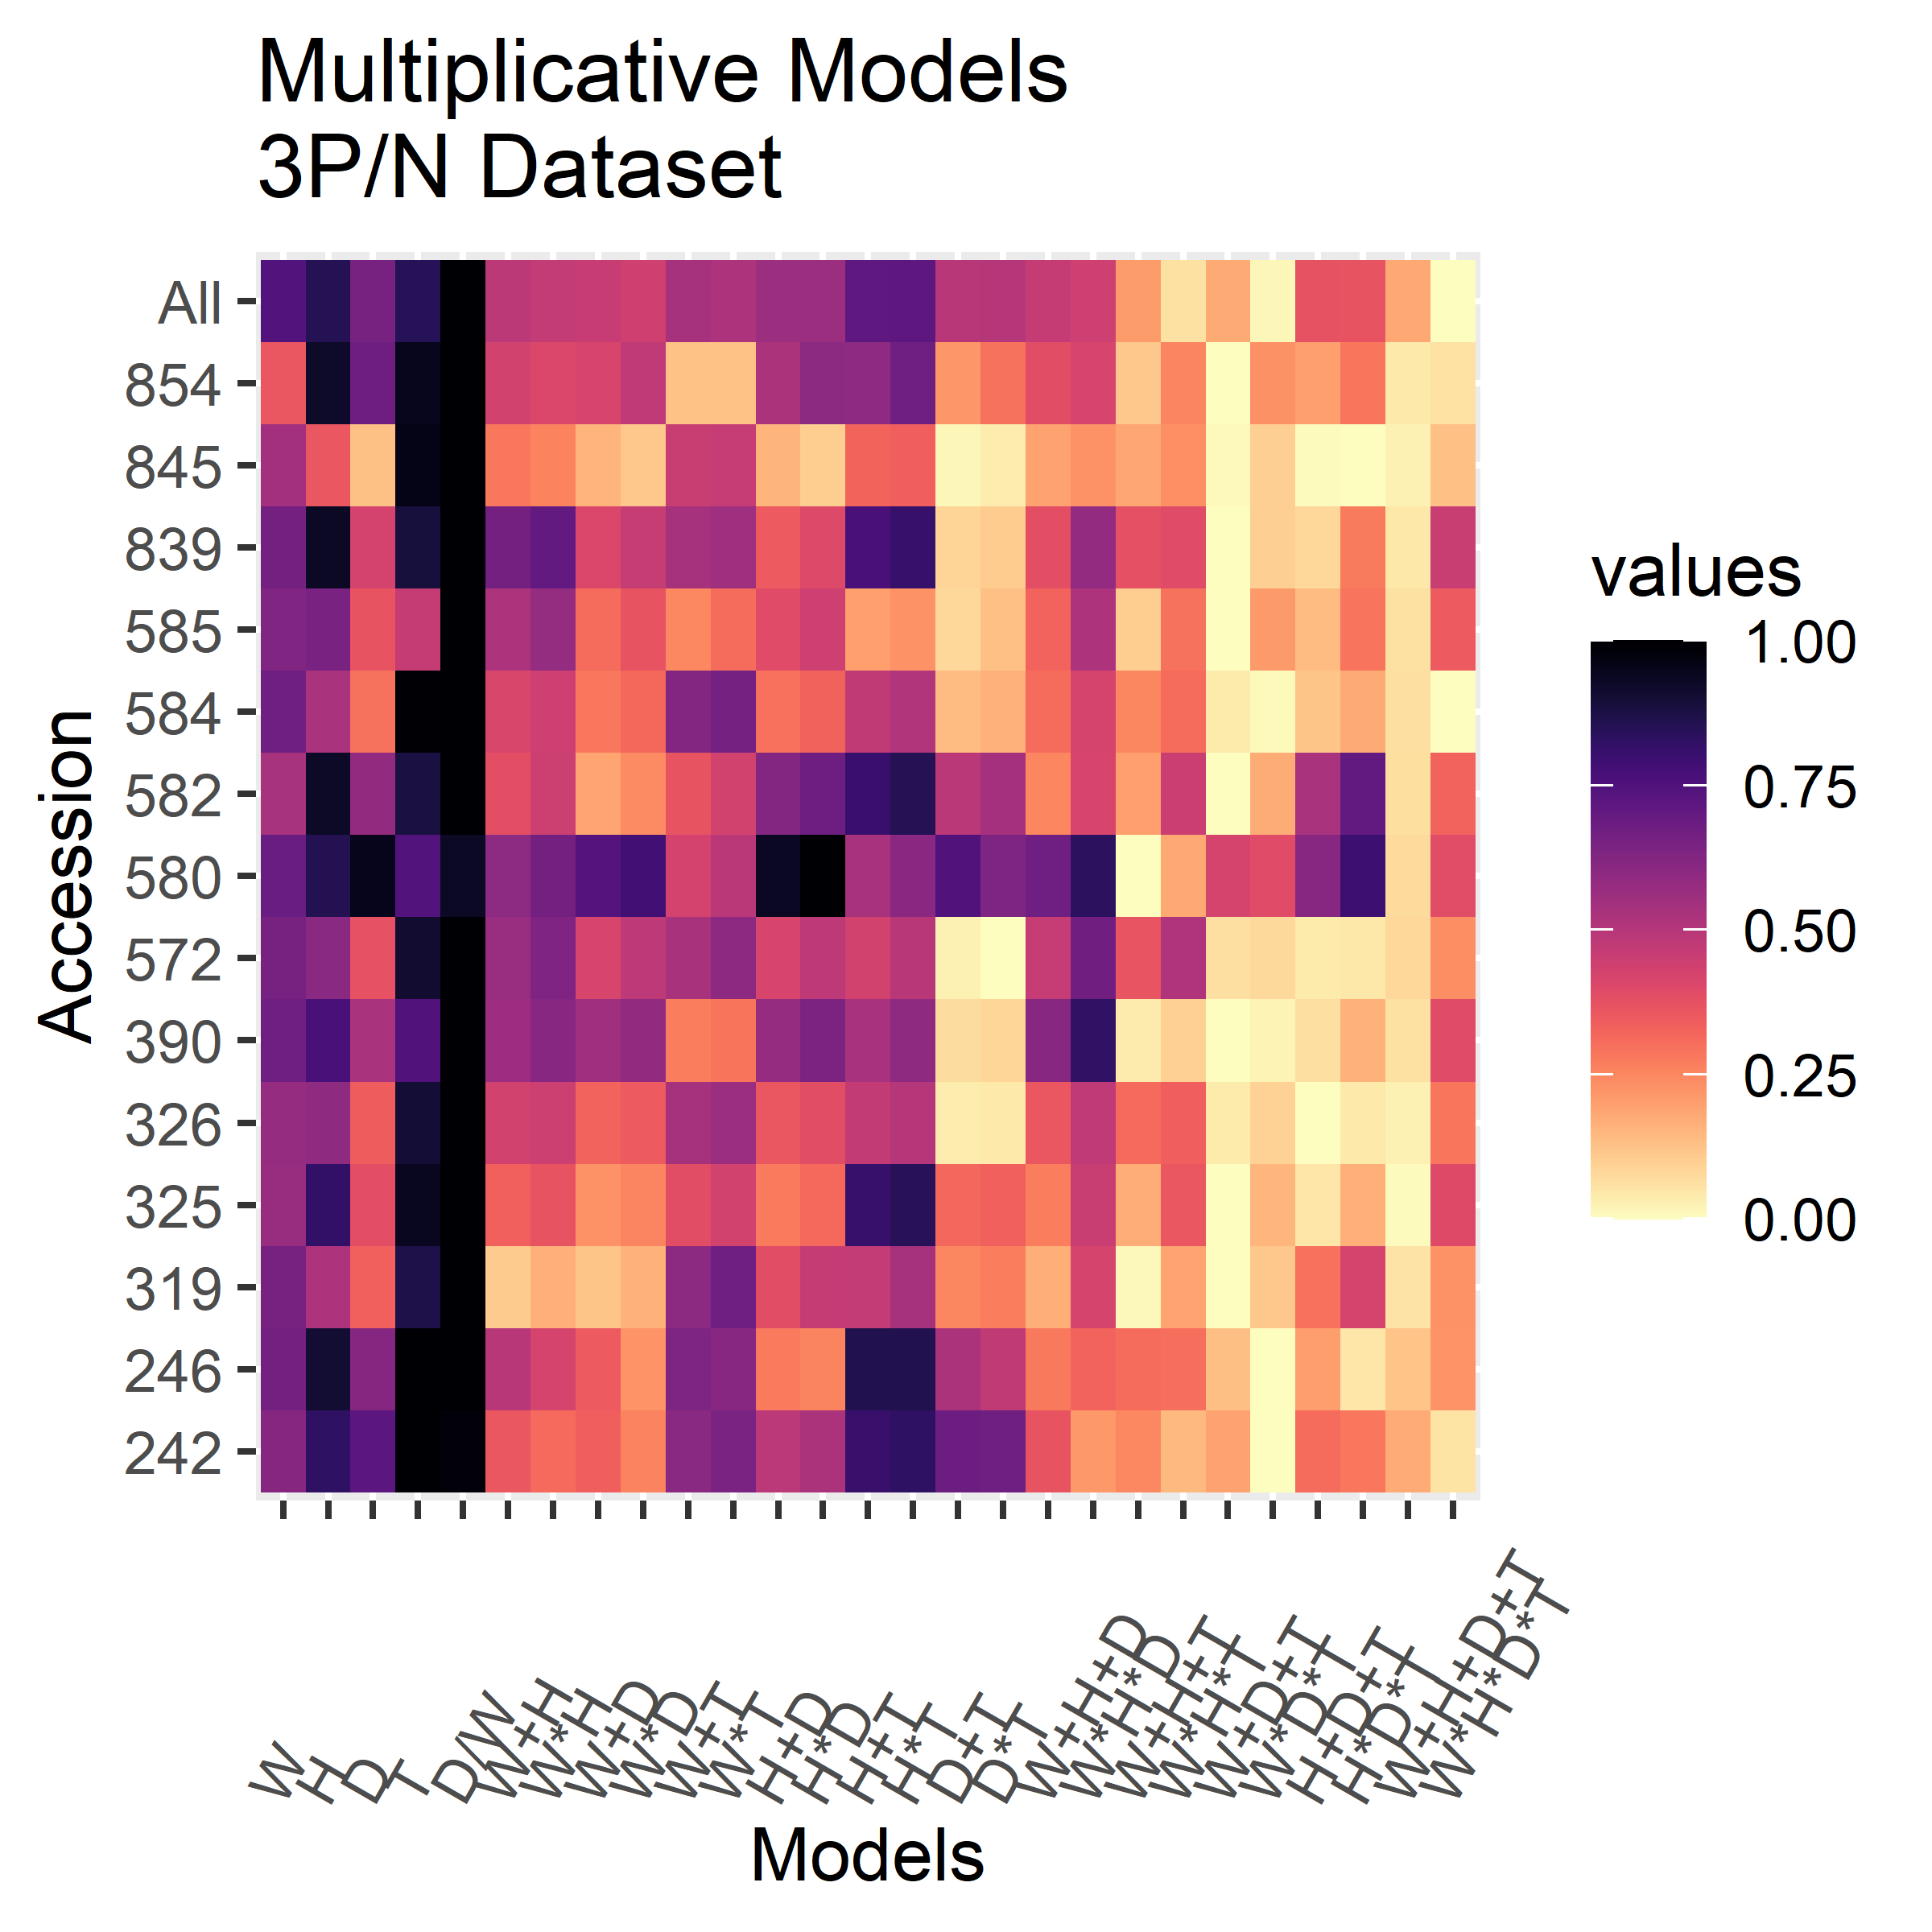 Multiplicative Models
3P/N Dataset
Accession
All
854
845
839
585
584
582
580
572
390
326
325
319
246
242
W
H
D
T
D/W
W+H
W*H
W+D
W*D
W+T
W*T
H+D
H*D
H+T
H*T
D+T
D*T
W+H+D
W*H*D
W+H+T
W*H*T
W+D+T
W*D*T
H+D+T
H*D*T
W+H+D+T
W*H*D*T
Models
values
1.00
0.75
0.50
0.25
0.00